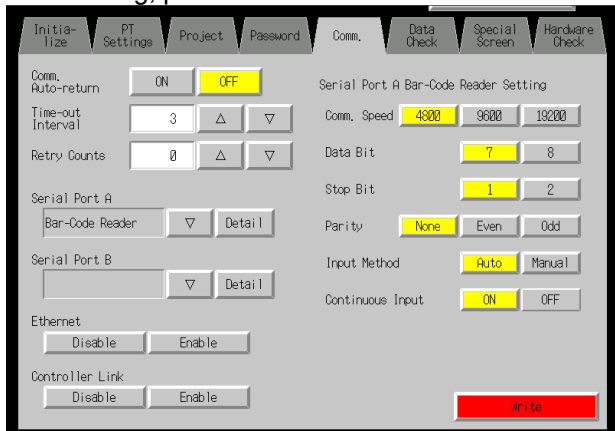 Initia-
lize
PT
Settings
Project
Password
Comm.
Data
Check
Special
Screen
Hardware
Check
Comm.
Auto-return
ON OFF
Time-out
Interval
3 △ ▽
Retry Counts 0 △ ▽
Serial Port A
Bar-Code Reader ▽ Detail
Serial Port B
▽ Detail
Ethernet
Disable Enable
Controller Link
Disable Enable
Serial Port A Bar-Code Reader Setting
Comm. Speed 4800 9600 19200
Data Bit 7 8
Stop Bit 1 2
Parity None Even Odd
Input Method Auto Manual
Continuous Input ON OFF
Write